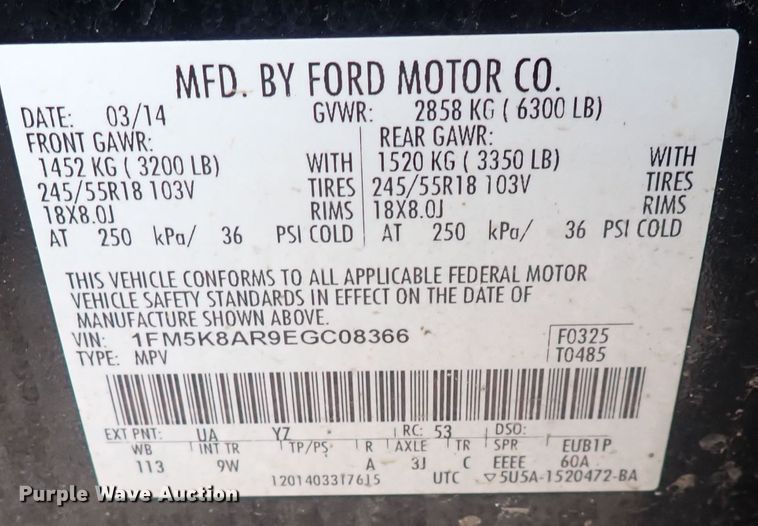 MFD. BY FORD MOTOR CO.
DATE: 03/14 GVWR: 2858 KG ( 6300 LB)
FRONT GAWR: REAR GAWR:
1452 KG ( 3200 LB) WITH 1520 KG ( 3350 LB) WITH
245/55R18 103V TIRES 245/55R18 103V TIRES
18X8.0J RIMS 18X8.0J RIMS
AT 250 kPa/ 36 PSI COLD AT 250 kPa/ 36 PSI COLD
THIS VEHICLE CONFORMS TO ALL APPLICABLE FEDERAL MOTOR
VEHICLE SAFETY STANDARDS IN EFFECT ON THE DATE OF
MANUFACTURE SHOWN ABOVE.
VIN: 1FM5K8AR9EGC08366 F0325
TYPE: MPV T0485
EXT PNT: UA YZ RC: 53 DSO:
WB INT TR TP/PS R AXLE TR SPR EUB1P
113 9W A 3J C EEEE 60A
12014033176J5 UTC ▽5U5A-1520472-BA
Purple Wave Auction